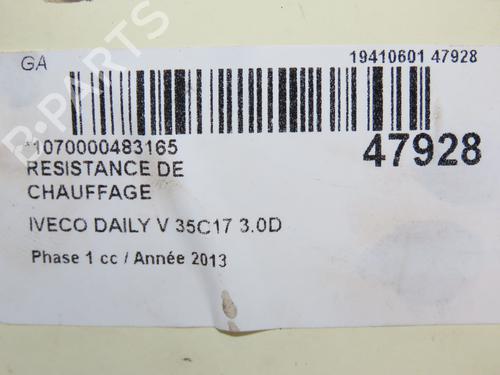 GA
19410601 47928
*1070000483165
47928
RESISTANCE DE
CHAUFFAGE
IVECO DAILY V 35C17 3.0D
Phase 1 cc / Année 2013
B-PARTS